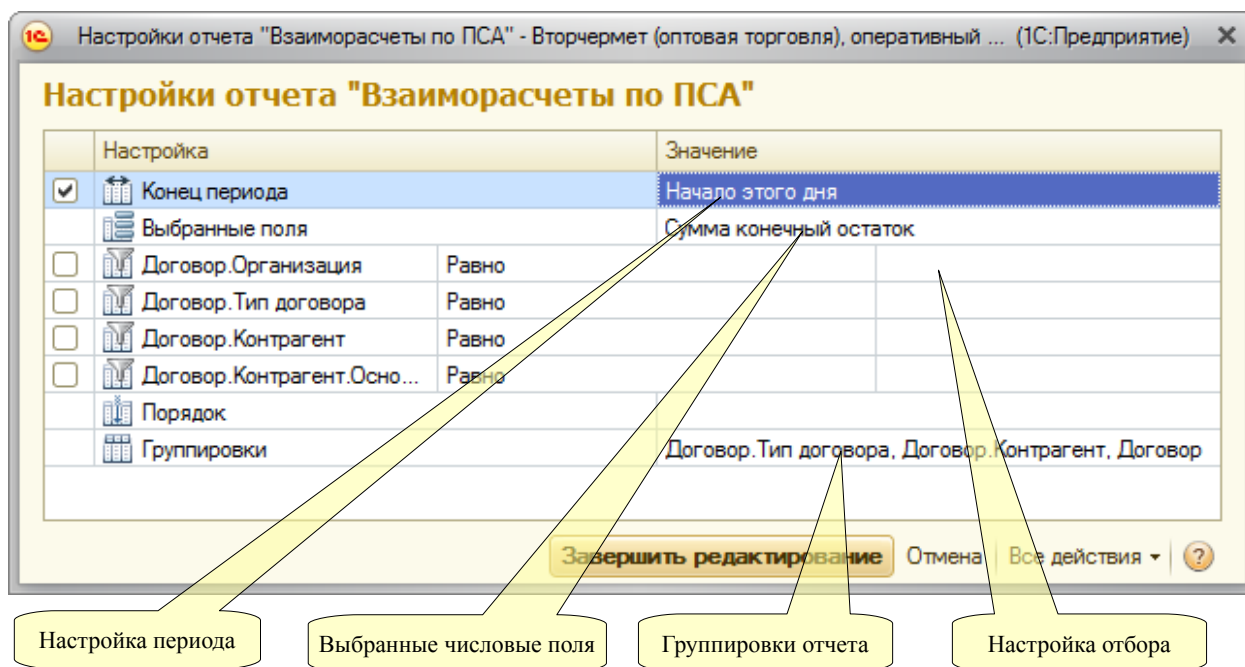 1С Настройки отчета "Взаиморасчеты по ПСА" - Вторчермет (оптовая торговля), оперативный ... (1С:Предприятие)
Настройки отчета "Взаиморасчеты по ПСА"
Настройка Значение
Конец периода Начало этого дня
Выбранные поля Сумма конечный остаток
Договор.Организация Равно
Договор.Тип договора Равно
Договор.Контрагент Равно
Договор.Контрагент.Осно... Равно
Порядок
Группировки Договор.Тип договора, Договор.Контрагент, Договор
Завершить редактирование Отмена Все действия ?
Настройка периода Выбранные числовые поля Группировки отчета Настройка отбора